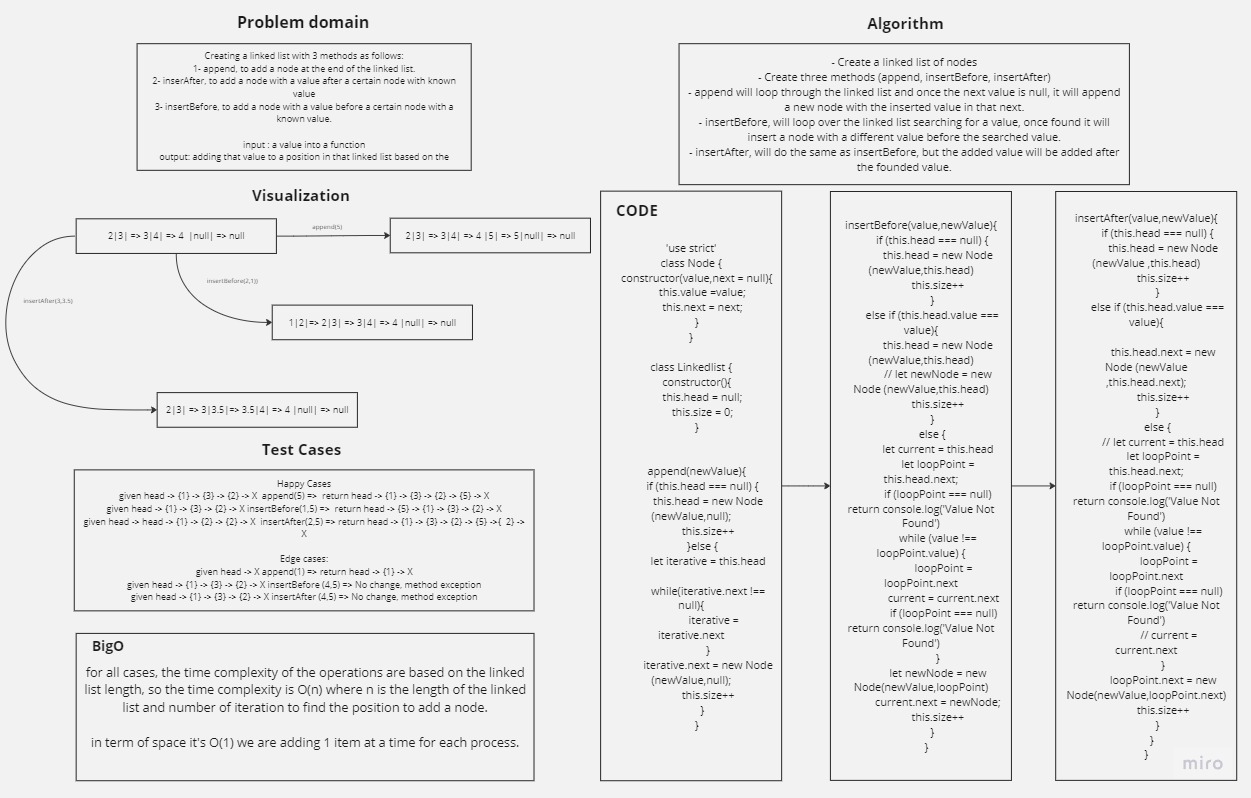 Problem domain
Creating a linked list with 3 methods as follows:
1- append, to add a node at the end of the linked list.
2- inserAfter, to add a node with a value after a certain node with known
value
3- insertBefore, to add a node with a value before a certain node with a
known value.
input : a value into a function
output: adding that value to a position in that linked list based on the
Visualization
2|3| => 3|4| => 4 |null| => null
append(5)
2|3| => 3|4| => 4 |5| => 5|null| => null
insertBefore(2,1))
insertAfter(3,3.5)
1|2|=> 2|3| => 3|4| => 4 |null| => null
2|3| => 3|3.5|=> 3.5|4| => 4 |null| => null
Test Cases
Happy Cases
given head -> {1} -> {3} -> {2} -> X append(5) => return head -> {1} -> {3} -> {2} -> {5} -> X
given head -> {1} -> {3} -> {2} -> X insertBefore(1,5) => return head -> {5} -> {1} -> {3} -> {2} -> X
given head -> head -> {1} -> {2} -> {2} -> X insertAfter(2,5) => return head -> {1} -> {3} -> {2} -> {5} ->{ 2} ->
X
Edge cases:
given head -> X append(1) => return head -> {1} -> X
given head -> {1} -> {3} -> {2} -> X insertBefore (4,5) => No change, method exception
given head -> {1} -> {3} -> {2} -> X insertAfter (4,5) => No change, method exception
BigO
for all cases, the time complexity of the operations are based on the linked
list length, so the time complexity is O(n) where n is the length of the linked
list and number of iteration to find the position to add a node.
in term of space it's O(1) we are adding 1 item at a time for each process.
Algorithm
- Create a linked list of nodes
- Create three methods (append, insertBefore, insertAfter)
- append will loop through the linked list and once the next value is null, it will append
a new node with the inserted value in that next.
- insertBefore, will loop over the linked list searching for a value, once found it will
insert a node with a different value before the searched value.
- insertAfter, will do the same as insertBefore, but the added value will be added after
the founded value.
CODE
'use strict'
class Node {
constructor(value,next = null){
this.value =value;
this.next = next;
}
}
class Linkedlist {
constructor(){
this.head = null;
this.size = 0;
}
append(newValue){
if (this.head === null) {
this.head = new Node
(newValue,null);
this.size++
}else {
let iterative = this.head
while(iterative.next !==
null){
iterative =
iterative.next
}
iterative.next = new Node
(newValue,null);
this.size++
}
}
insertBefore(value,newValue){
if (this.head === null) {
this.head = new Node
(newValue,this.head)
this.size++
}
else if (this.head.value ===
value){
this.head = new Node
(newValue,this.head)
// let newNode = new
Node (newValue,this.head)
this.size++
}
else {
let current = this.head
let loopPoint =
this.head.next;
if (loopPoint === null)
return console.log('Value Not
Found')
while (value !==
loopPoint.value) {
loopPoint =
loopPoint.next
current = current.next
if (loopPoint === null)
return console.log('Value Not
Found')
}
let newNode = new
Node(newValue,loopPoint)
current.next = newNode;
this.size++
}
}
insertAfter(value,newValue){
if (this.head === null) {
this.head = new Node
(newValue ,this.head)
this.size++
}
else if (this.head.value ===
value){
this.head.next = new
Node (newValue
,this.head.next);
this.size++
}
else {
// let current = this.head
let loopPoint =
this.head.next;
if (loopPoint === null)
return console.log('Value Not
Found')
while (value !==
loopPoint.value) {
loopPoint =
loopPoint.next
if (loopPoint === null)
return console.log('Value Not
Found')
// current =
current.next
}
loopPoint.next = new
Node(newValue,loopPoint.next)
this.size++
}
}
}
miro